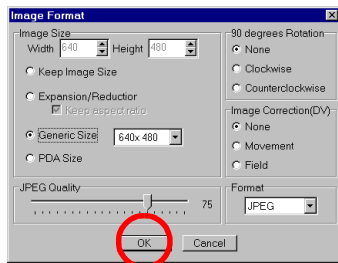 Image Format
Image Size
Width 640 Height 480
Keep Image Size
Expansion/Reduction
Keep aspect ratio
Generic Size 640x 480
PDA Size
90 degrees Rotation
None
Clockwise
Counterclockwise
Image Correction(DV)
None
Movement
Field
JPEG Quality
75
Format
JPEG
OK Cancel